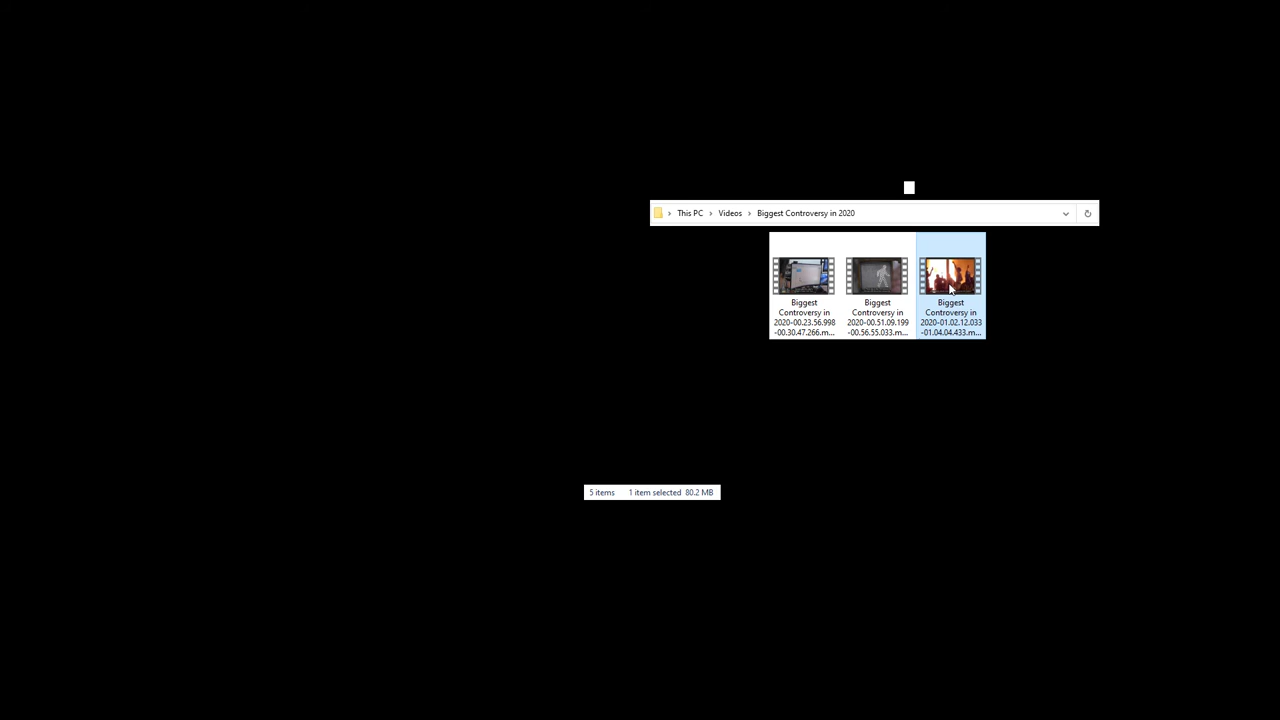 This PC > Videos > Biggest Controversy in 2020
Biggest Controversy in 2020-00.23.56.998-00.30.47.266.m...
Biggest Controversy in 2020-00.51.09.199-00.56.55.033.m...
Biggest Controversy in 2020-01.02.12.033-01.04.04.433.m...
5 items 1 item selected 80.2 MB